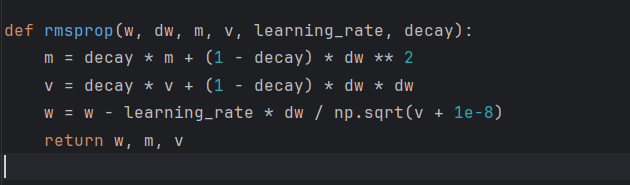 def rmsprop(w, dw, m, v, learning_rate, decay):
    m = decay * m + (1 - decay) * dw ** 2
    v = decay * v + (1 - decay) * dw * dw
    w = w - learning_rate * dw / np.sqrt(v + 1e-8)
    return w, m, v